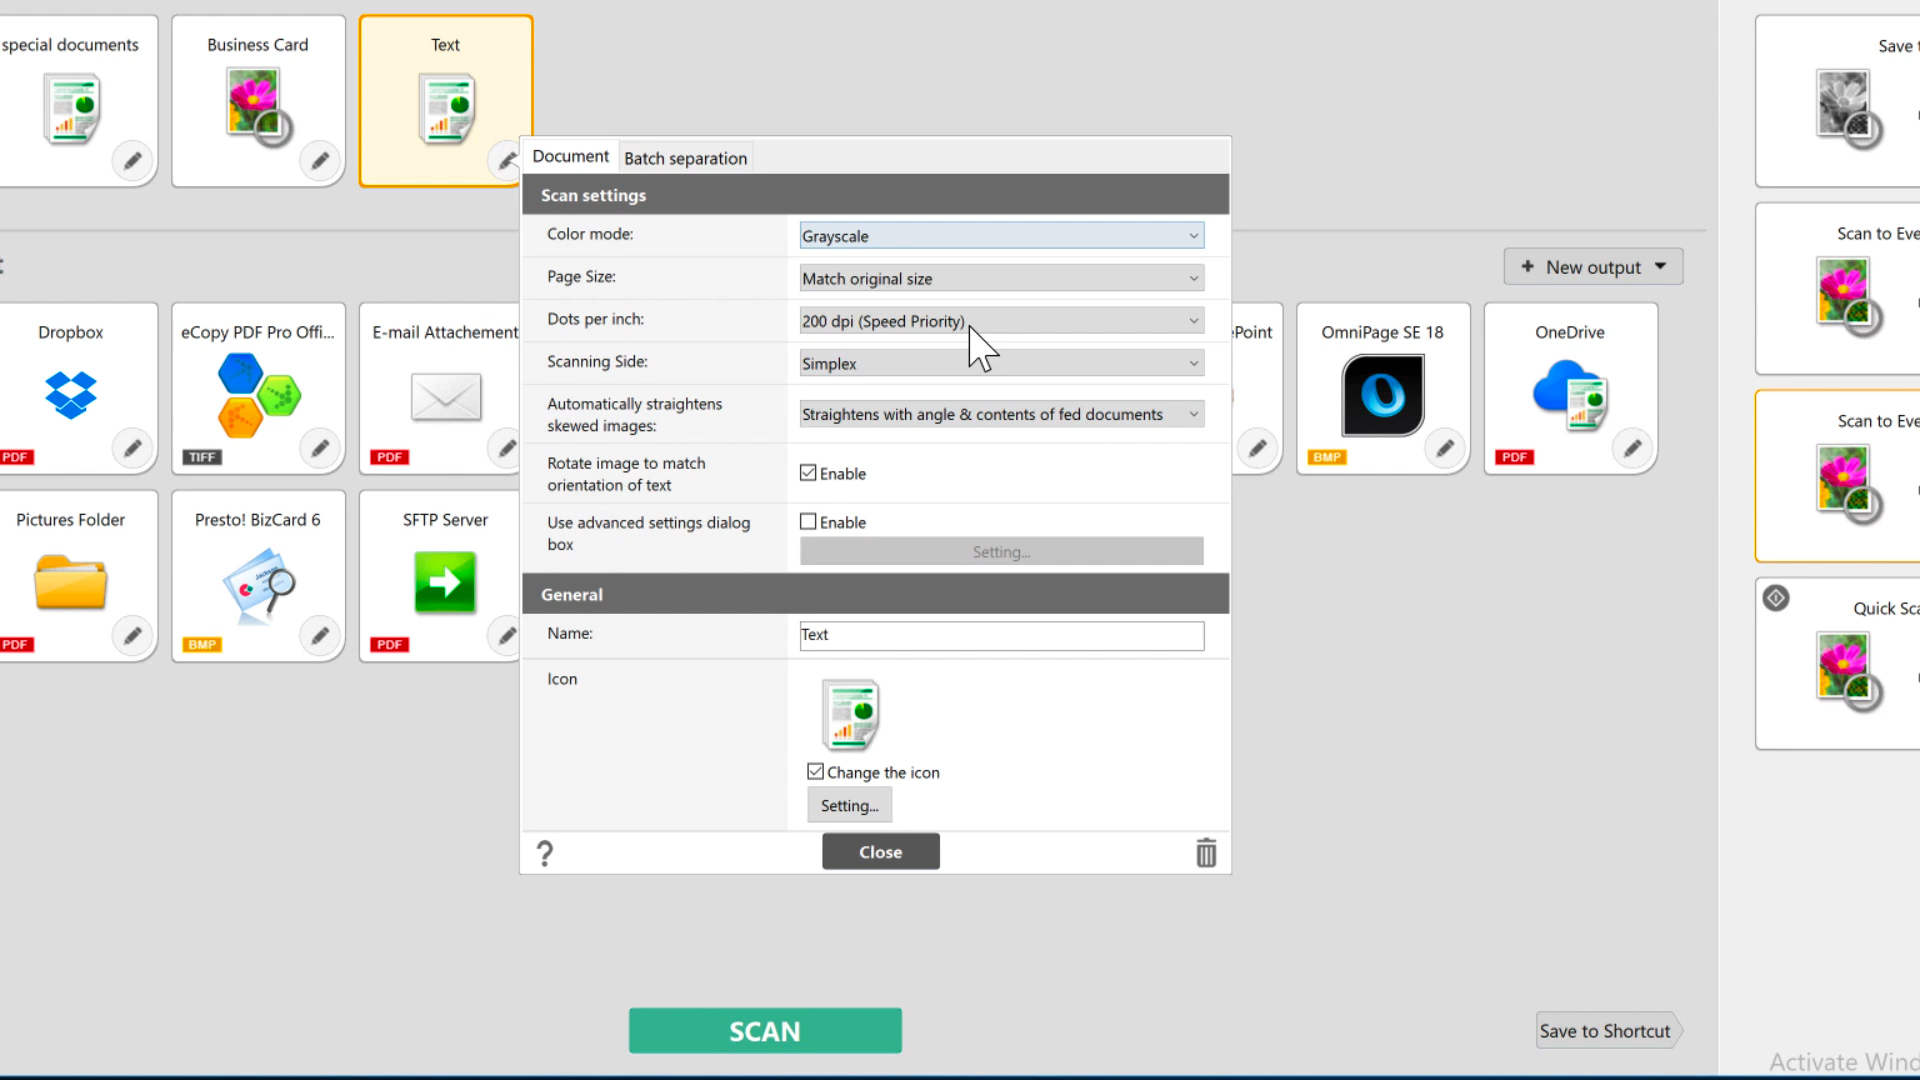 special documents
Business Card
Text
Save
Document
Batch separation
Scan settings
Color mode:
Grayscale
Scan to Eve
Page Size:
Match original size
New output
Dots per inch:
200 dpi (Speed Priority)
Dropbox
eCopy PDF Pro Offi...
E-mail Attachement
ePoint
OmniPage SE 18
OneDrive
Scanning Side:
Simplex
Automatically straightens
skewed images:
Straightens with angle & contents of fed documents
Scan to Eve
PDF
TIFF
PDF
BMP
PDF
Rotate image to match
orientation of text
Enable
Pictures Folder
Presto! BizCard 6
SFTP Server
Use advanced settings dialog
box
Enable
Setting...
General
Quick Sca
PDF
BMP
PDF
Name:
Text
Icon
Change the icon
Setting...
?
Close
SCAN
Save to Shortcut
Activate Wind